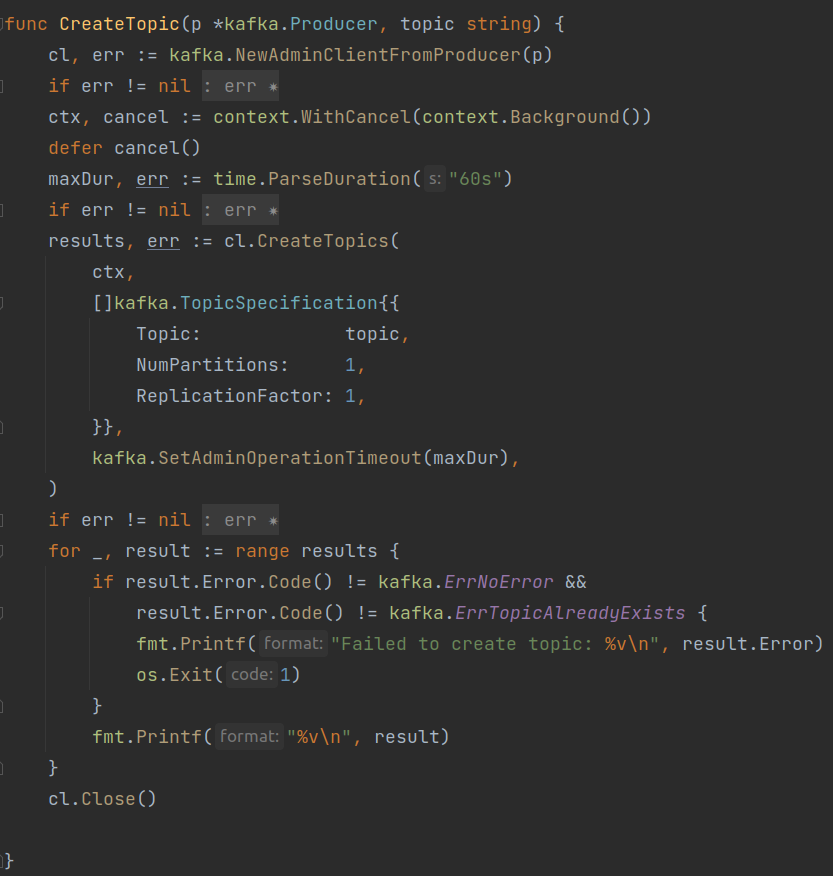 func CreateTopic(p *kafka.Producer, topic string) {
    cl, err := kafka.NewAdminClientFromProducer(p)
    if err != nil : err *
    ctx, cancel := context.WithCancel(context.Background())
    defer cancel()
    maxDur, err := time.ParseDuration( s: "60s")
    if err != nil : err *
    results, err := cl.CreateTopics(
        ctx,
        []kafka.TopicSpecification{{
            Topic:             topic,
            NumPartitions:     1,
            ReplicationFactor: 1,
        }},
        kafka.SetAdminOperationTimeout(maxDur),
    )
    if err != nil : err *
    for _, result := range results {
        if result.Error.Code() != kafka.ErrNoError &&
            result.Error.Code() != kafka.ErrTopicAlreadyExists {
            fmt.Printf( format: "Failed to create topic: %v\n", result.Error)
            os.Exit( code: 1)
        }
        fmt.Printf( format: "%v\n", result)
    }
    cl.Close()
}